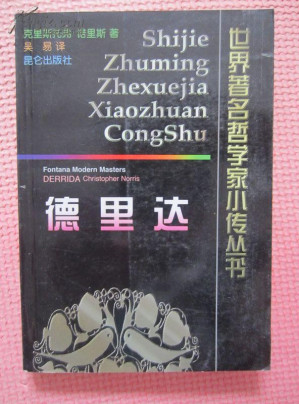 克里斯托弗·诺里斯 著
吴易 译
昆仑出版社
Shijie
Zhuming
Zhexuejia
Xiaozhuan
CongShu
世界著名哲学家小传丛书
Fontana Modern Masters
DERRIDA Christopher Norris
德里达